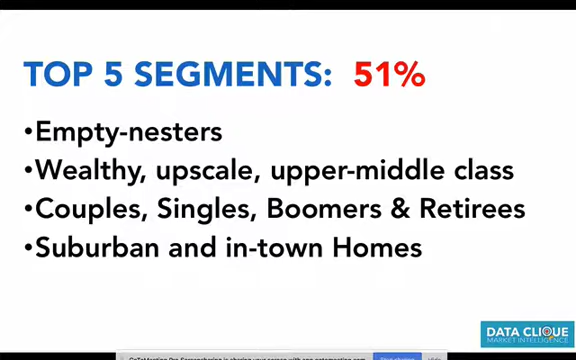 TOP 5 SEGMENTS: 51%
•Empty-nesters
•Wealthy, upscale, upper-middle class
•Couples, Singles, Boomers & Retirees
•Suburban and in-town Homes
DATA CLIQUE
MARKET INTELLIGENCE